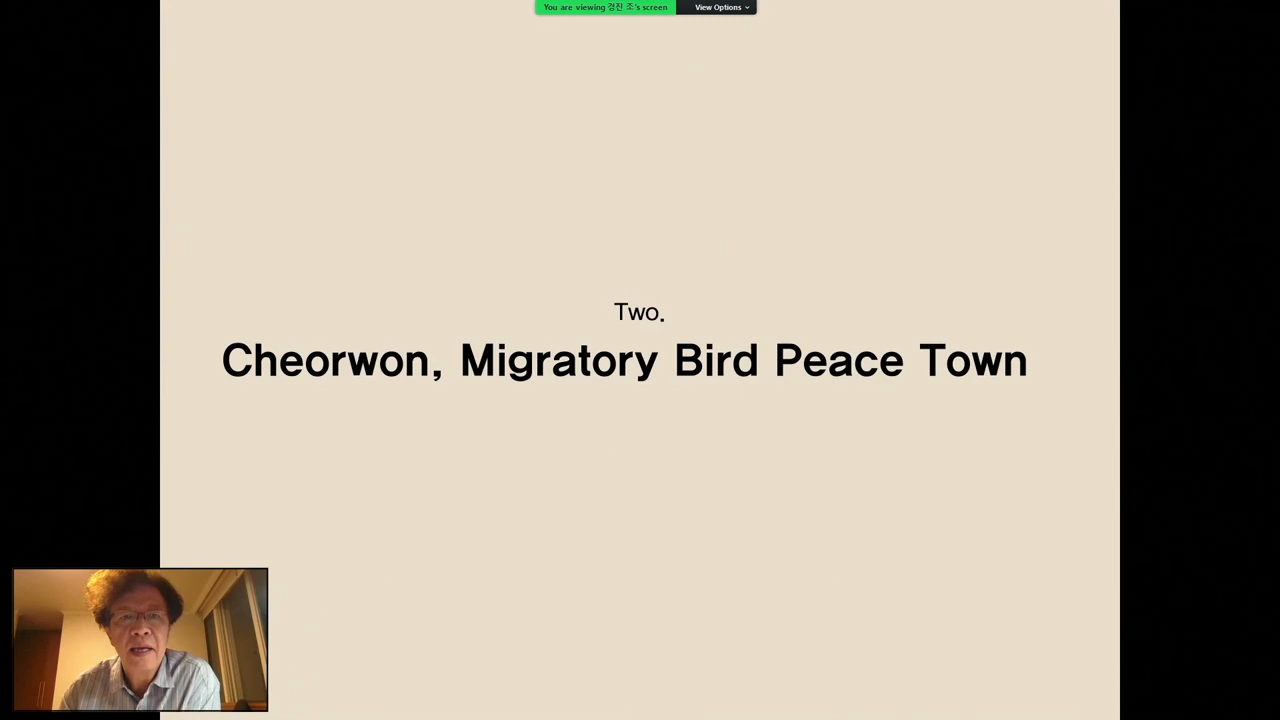 You are viewing 경진 조's screen
View Options
Two.
Cheorwon, Migratory Bird Peace Town